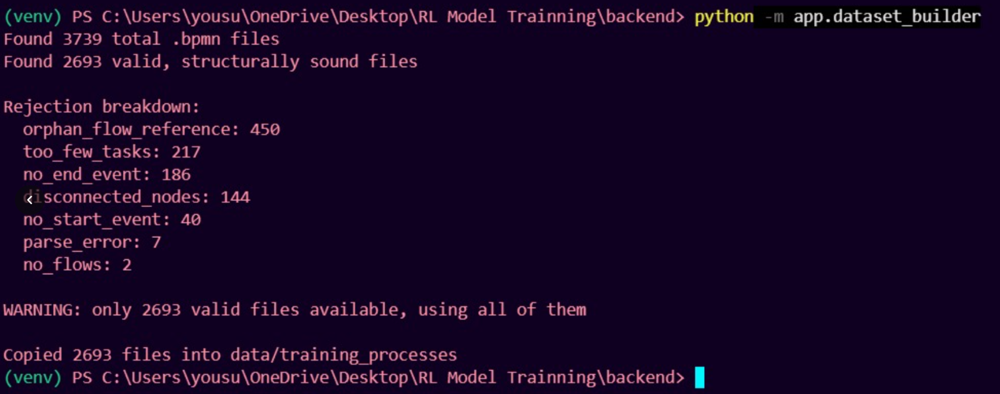 (venv) PS C:\Users\yousu\OneDrive\Desktop\RL Model Trainning\backend> python -m app.dataset_builder
Found 3739 total .bpmn files
Found 2693 valid, structurally sound files
Rejection breakdown:
orphan_flow_reference: 450
too_few_tasks: 217
no_end_event: 186
disconnected_nodes: 144
no_start_event: 40
parse_error: 7
no_flows: 2
WARNING: only 2693 valid files available, using all of them
Copied 2693 files into data/training_processes
(venv) PS C:\Users\yousu\OneDrive\Desktop\RL Model Trainning\backend>